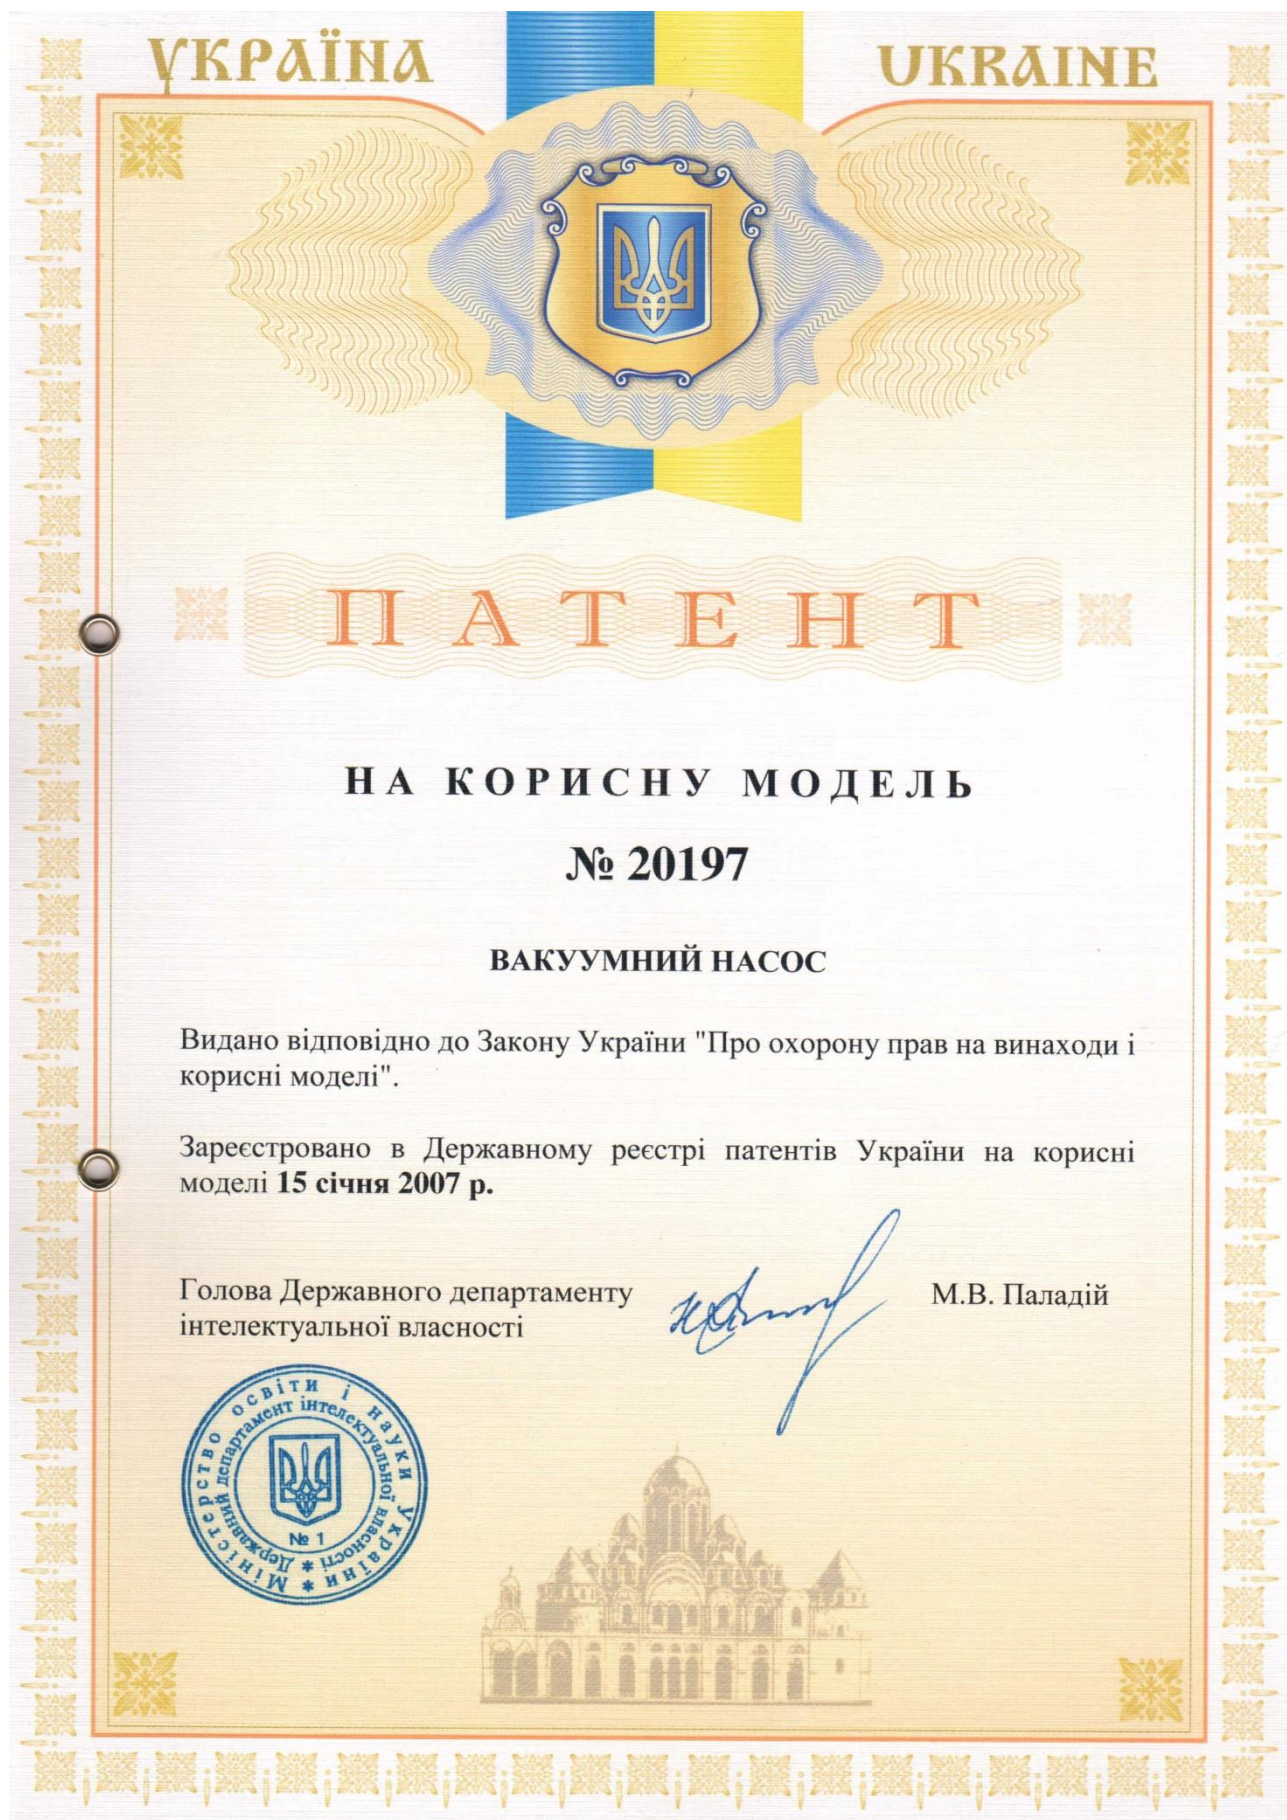 УКРАЇНА
UKRAINE
ПАТЕНТ
НА КОРИСНУ МОДЕЛЬ
№ 20197
ВАКУУМНИЙ НАСОС
Видано відповідно до Закону України "Про охорону прав на винаходи і
корисні моделі".
Зареєстровано в Державному реєстрі патентів України на корисні
моделі 15 січня 2007 р.
Голова Державного департаменту
інтелектуальної власності
М.В. Паладій
Міністерство освіти і науки України *
Державний департамент інтелектуальної власності *
№ 1